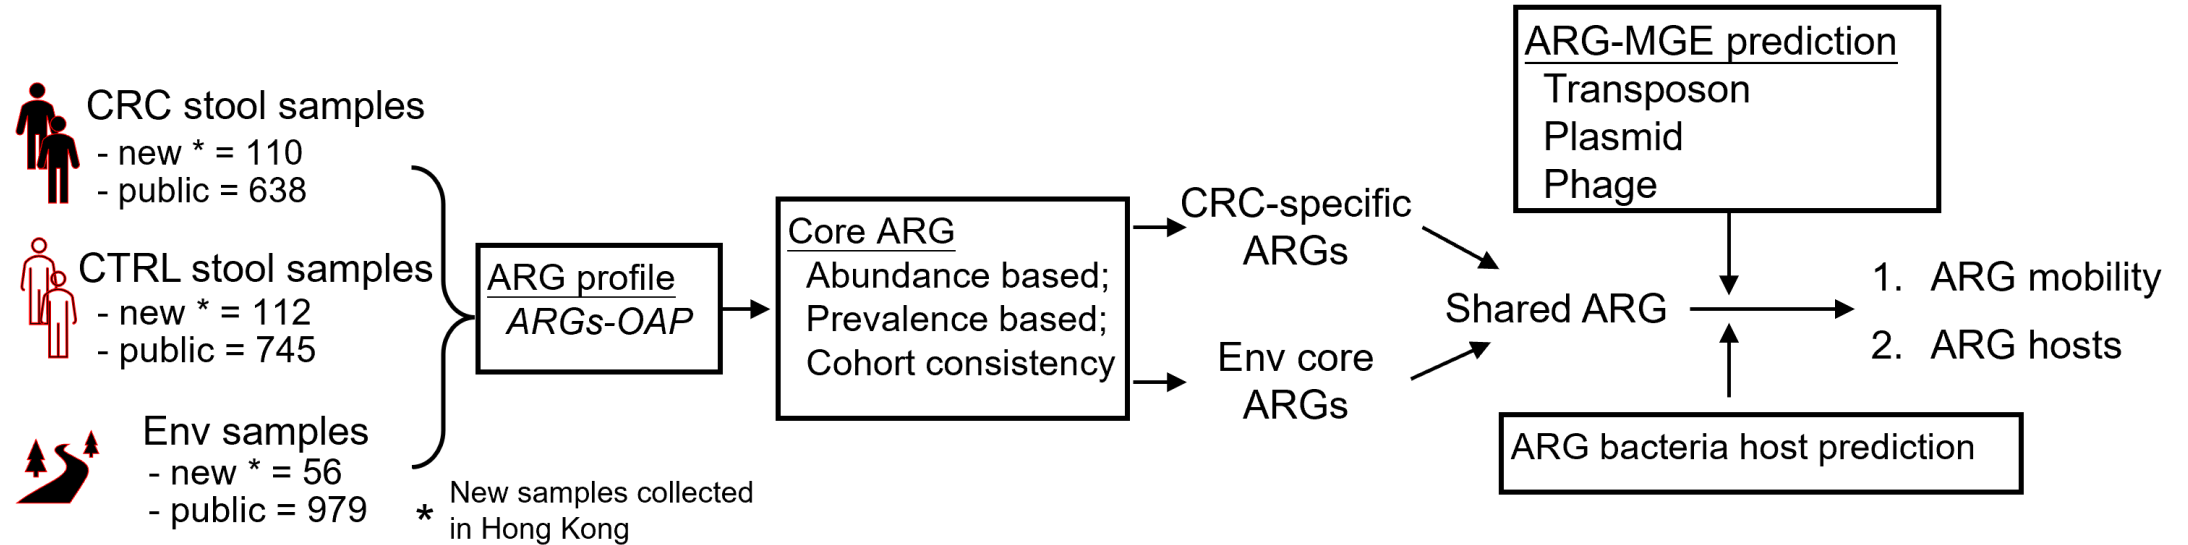 CRC stool samples
- new * = 110
- public = 638
CTRL stool samples
- new * = 112
- public = 745
Env samples
- new * = 56
- public = 979
* New samples collected
in Hong Kong
ARG profile
ARGs-OAP
Core ARG
Abundance based;
Prevalence based;
Cohort consistency
CRC-specific
ARGs
Env core
ARGs
Shared ARG
ARG-MGE prediction
Transposon
Plasmid
Phage
ARG bacteria host prediction
1. ARG mobility
2. ARG hosts